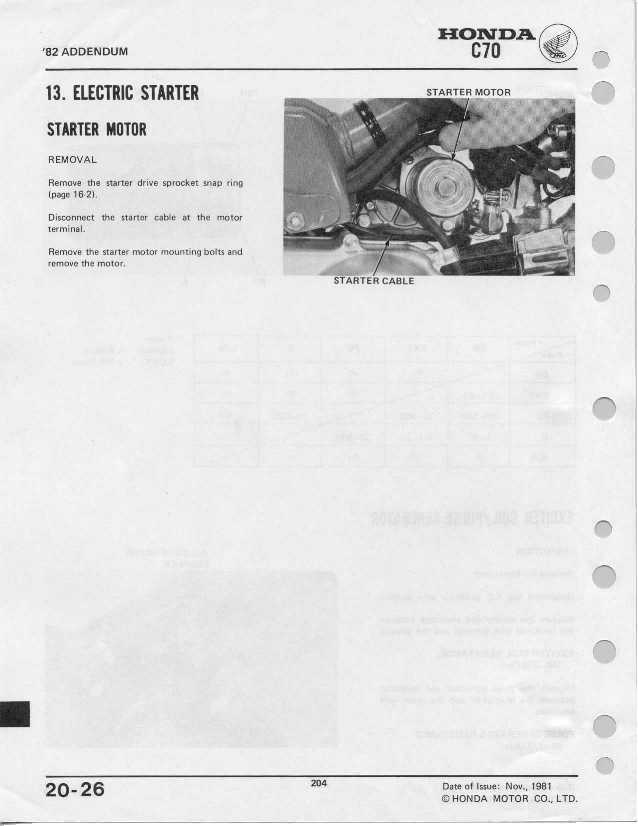 '82 ADDENDUM
HONDA
C70
13. ELECTRIC STARTER
STARTER MOTOR
STARTER MOTOR
REMOVAL
Remove the starter drive sprocket snap ring
(page 16-2).
Disconnect the starter cable at the motor
terminal.
Remove the starter motor mounting bolts and
remove the motor.
STARTER CABLE
20-26
204
Date of Issue: Nov., 1981
© HONDA MOTOR CO., LTD.